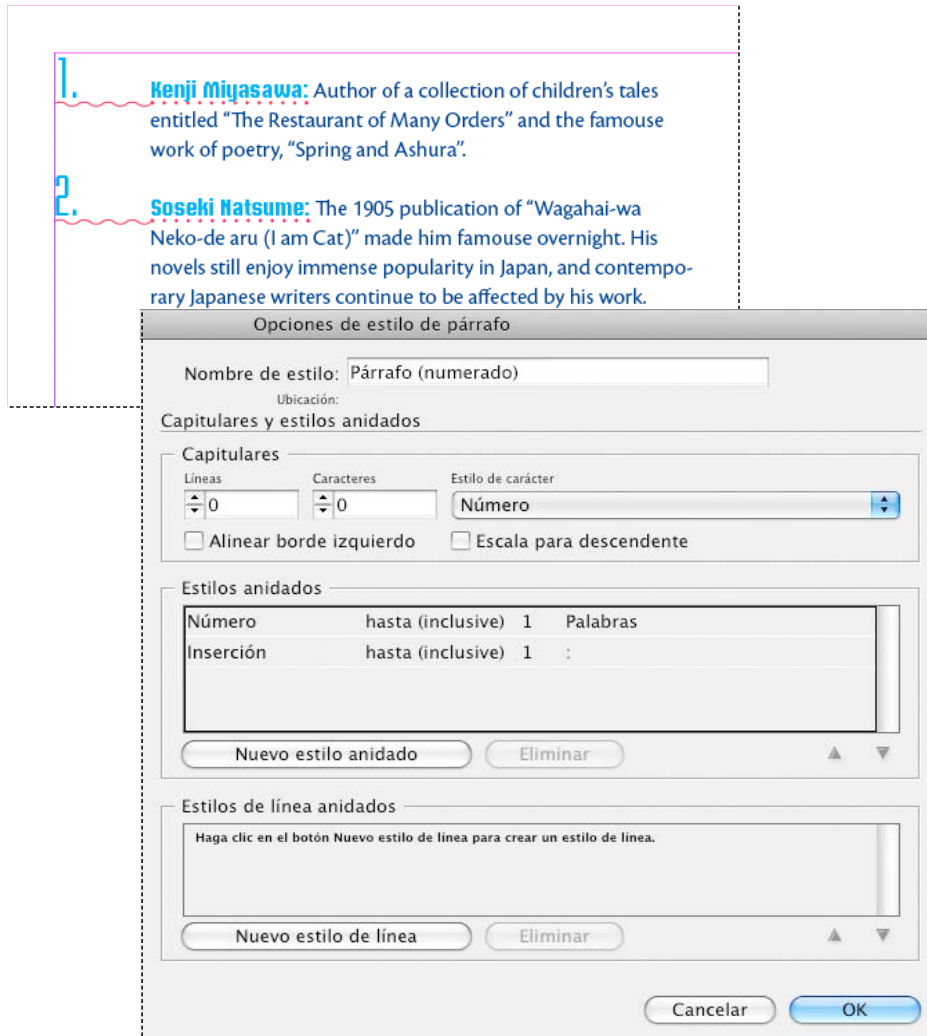 1. Kenji Miyasawa: Author of a collection of children’s tales
entitled “The Restaurant of Many Orders” and the famouse
work of poetry, “Spring and Ashura”.
2. Soseki Natsume: The 1905 publication of “Wagahai-wa
Neko-de aru (I am Cat)” made him famouse overnight. His
novels still enjoy immense popularity in Japan, and contempo-
rary Japanese writers continue to be affected by his work.
Opciones de estilo de párrafo
Nombre de estilo: Párrafo (numerado)
Ubicación:
Capitulares y estilos anidados
Capitulares
Líneas Caracteres Estilo de carácter
0 0 Número
Alinear borde izquierdo Escala para descendente
Estilos anidados
Número hasta (inclusive) 1 Palabras
Inserción hasta (inclusive) 1 :
Nuevo estilo anidado Eliminar
Estilos de línea anidados
Haga clic en el botón Nuevo estilo de línea para crear un estilo de línea.
Nuevo estilo de línea Eliminar
Cancelar OK